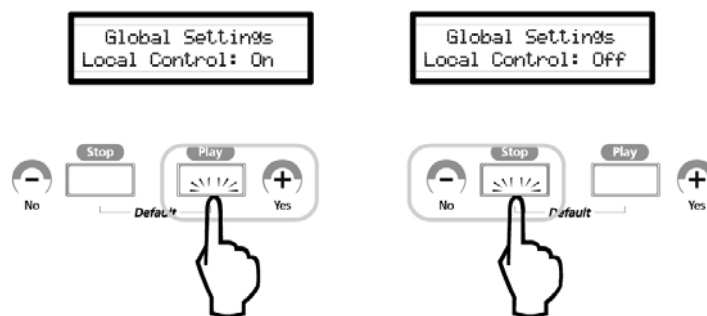 Global Settings
Local Control: On
Stop
Play
No
Default
Yes
Global Settings
Local Control: Off
Stop
Play
No
Default
Yes